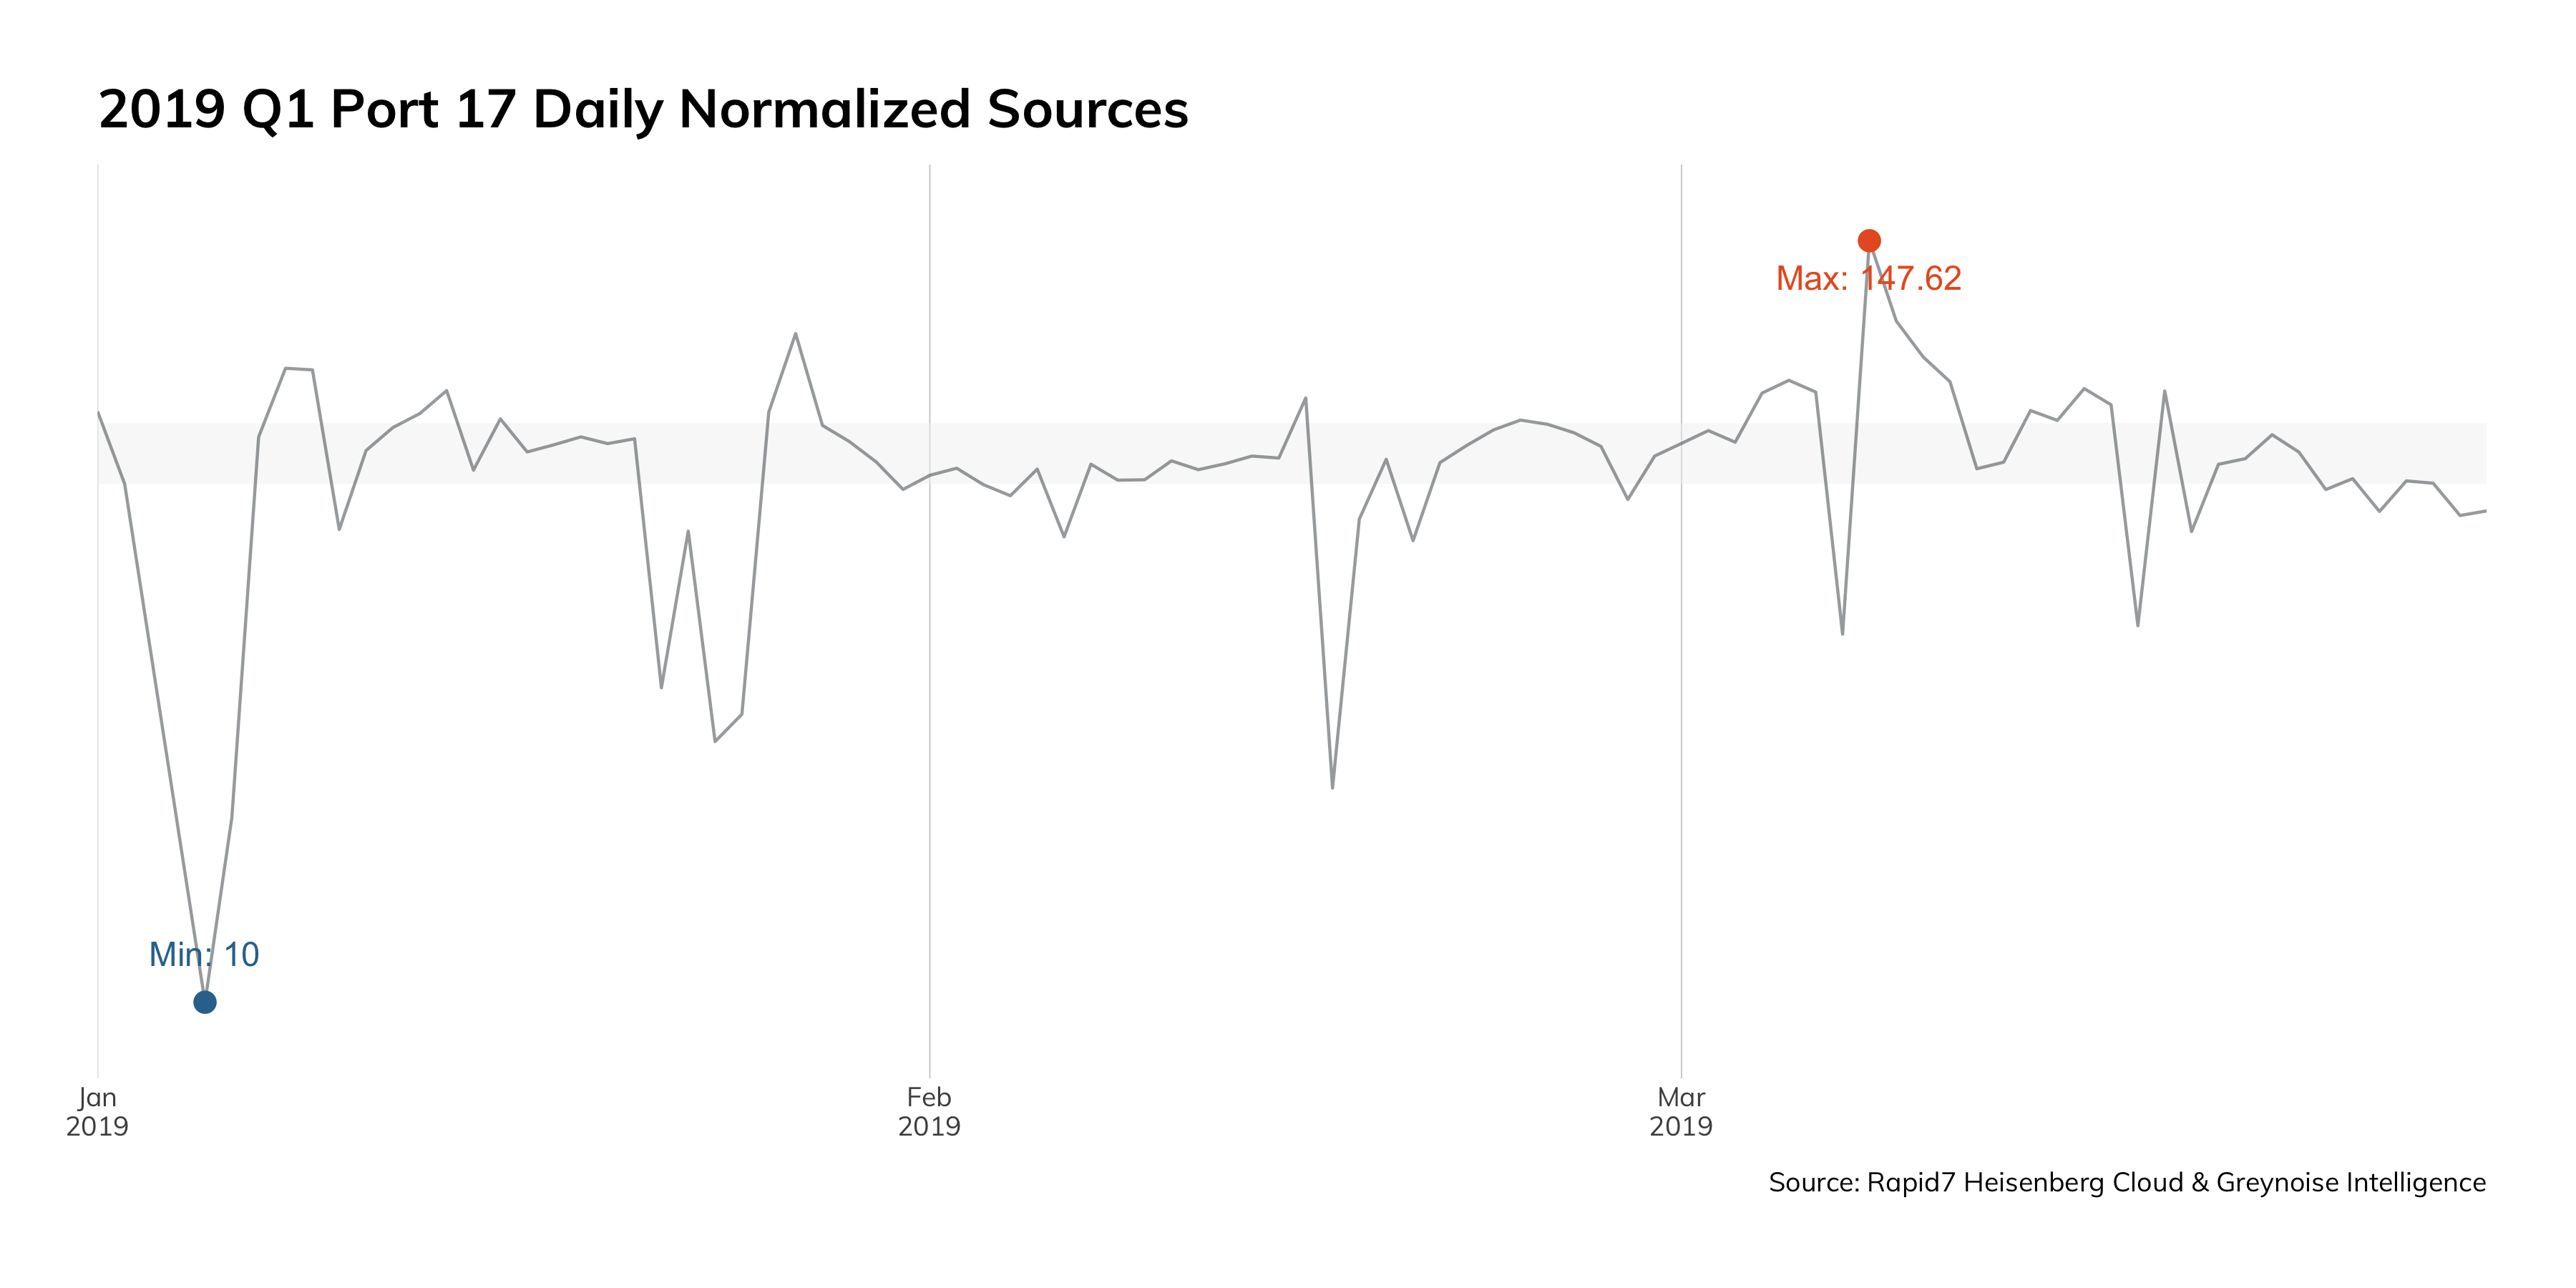 2019 Q1 Port 17 Daily Normalized Sources
Max: 147.62
Min: 10
Jan
2019
Feb
2019
Mar
2019
Source: Rapid7 Heisenberg Cloud & Greynoise Intelligence